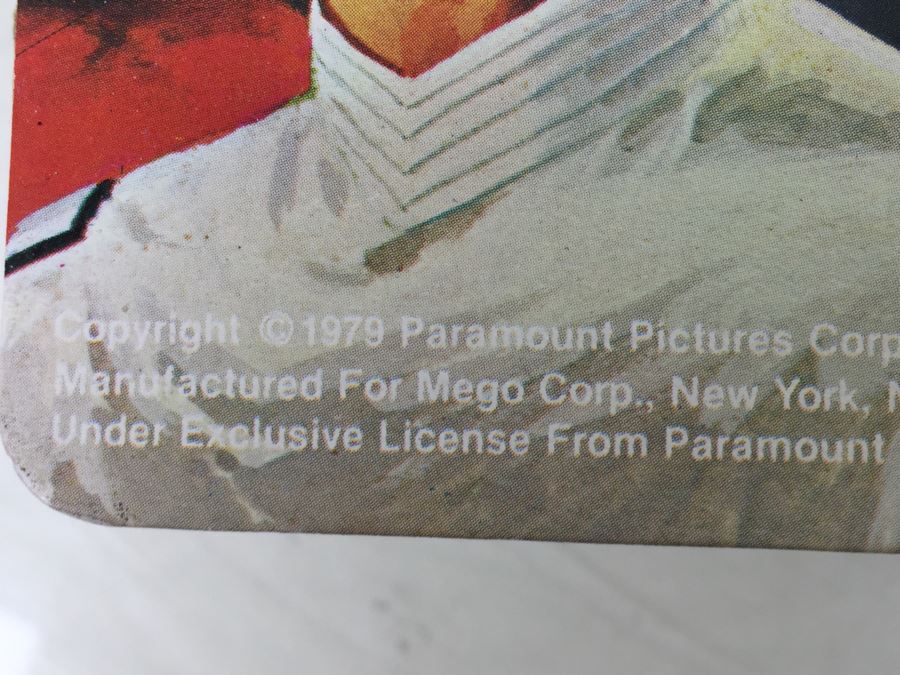 Copyright ©1979 Paramount Pictures Corp
Manufactured For Mego Corp., New York, N
Under Exclusive License From Paramount